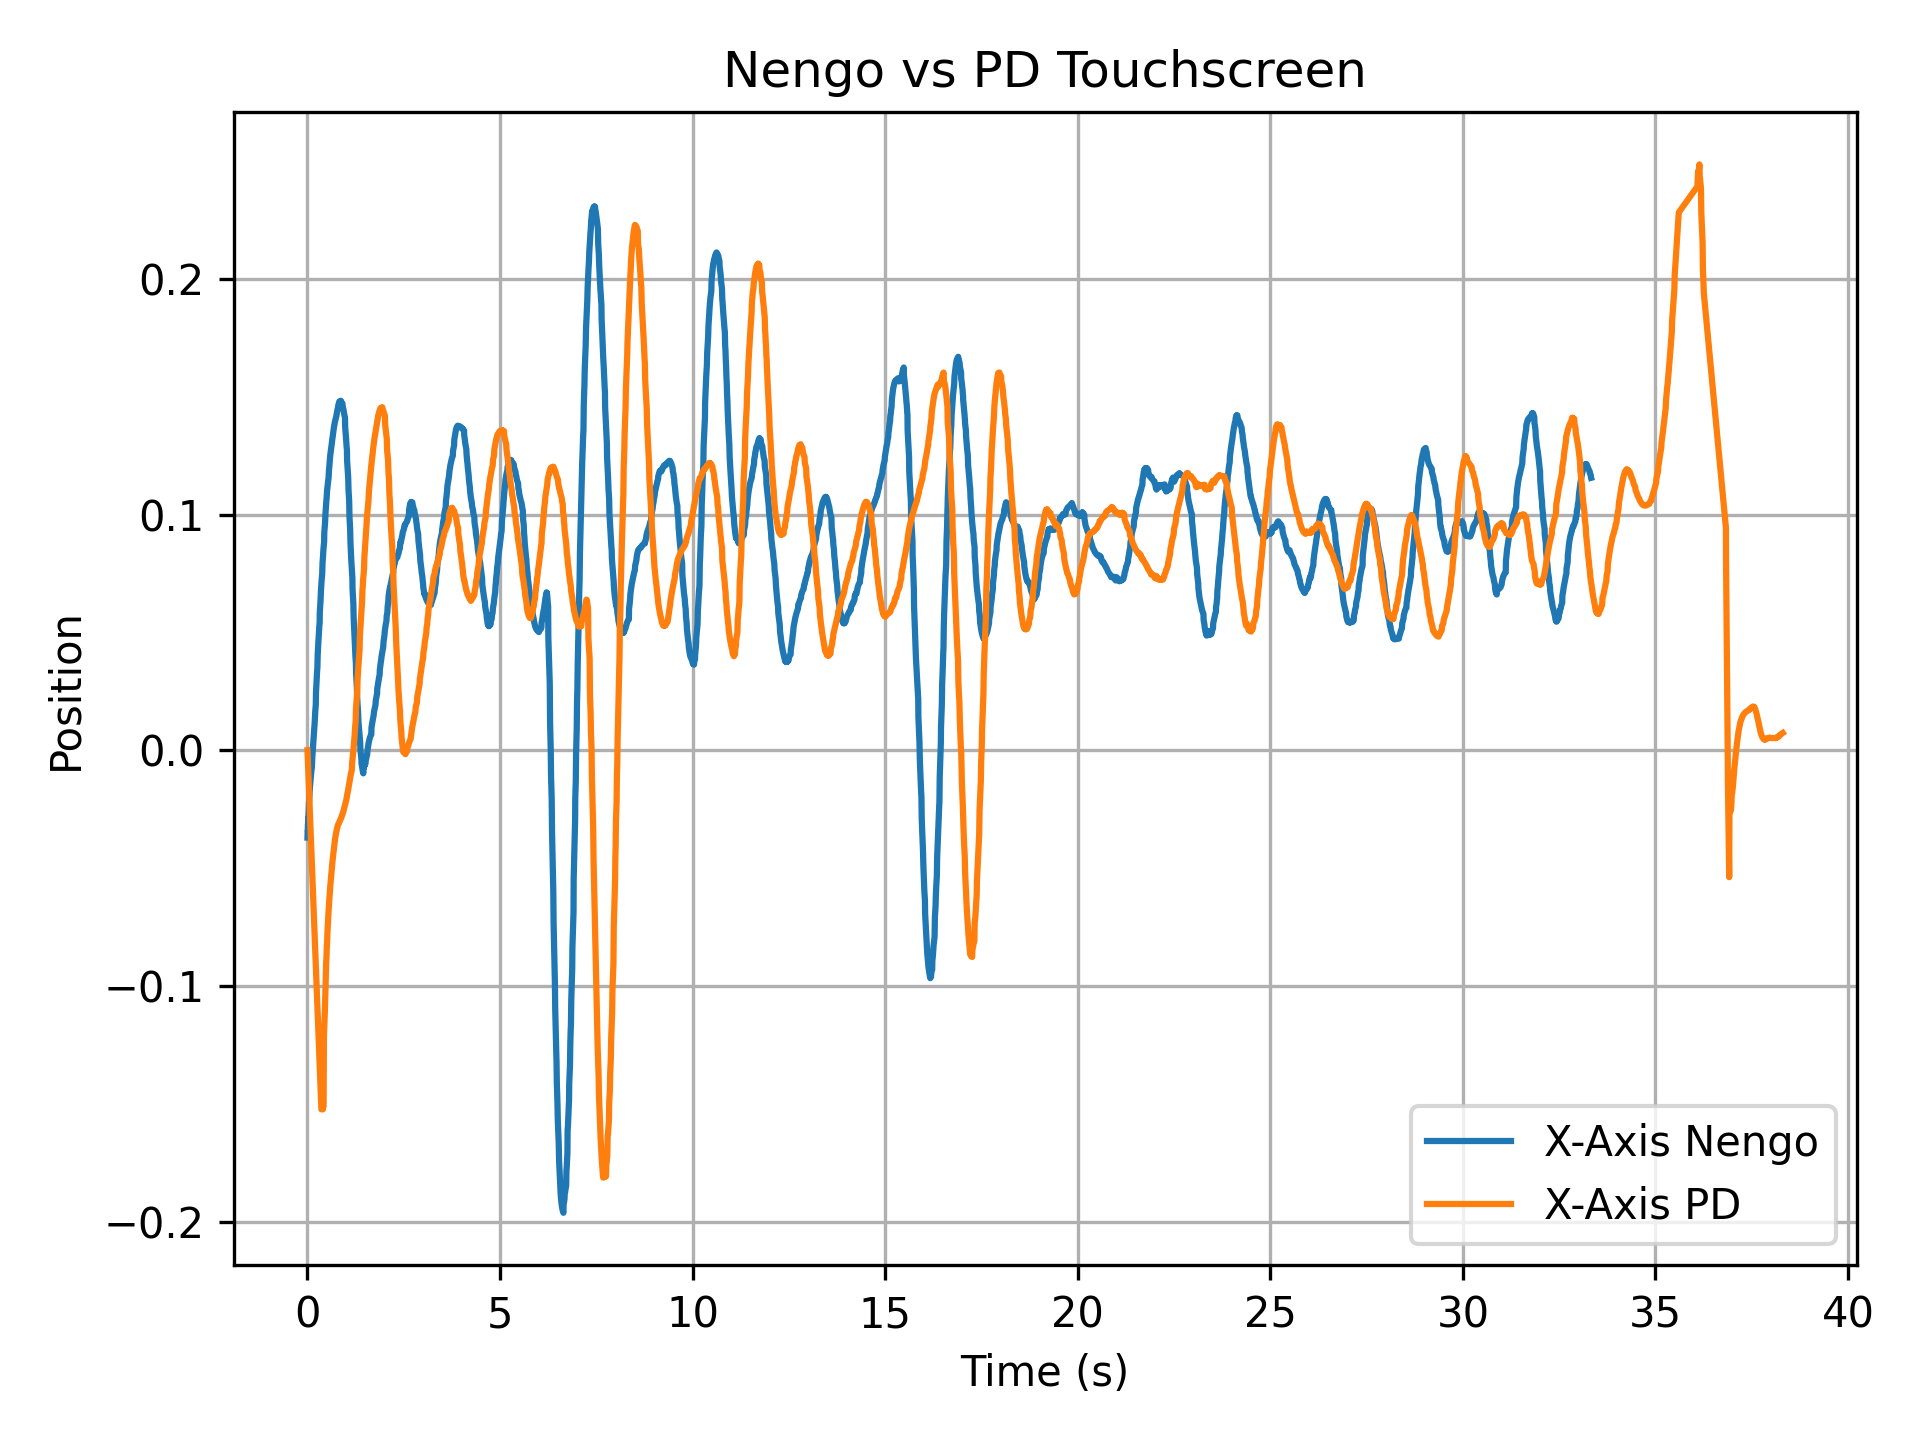 Nengo vs PD Touchscreen
0.2
0.1
0.0
−0.1
−0.2
Position
0 5 10 15 20 25 30 35 40
Time (s)
X-Axis Nengo
X-Axis PD